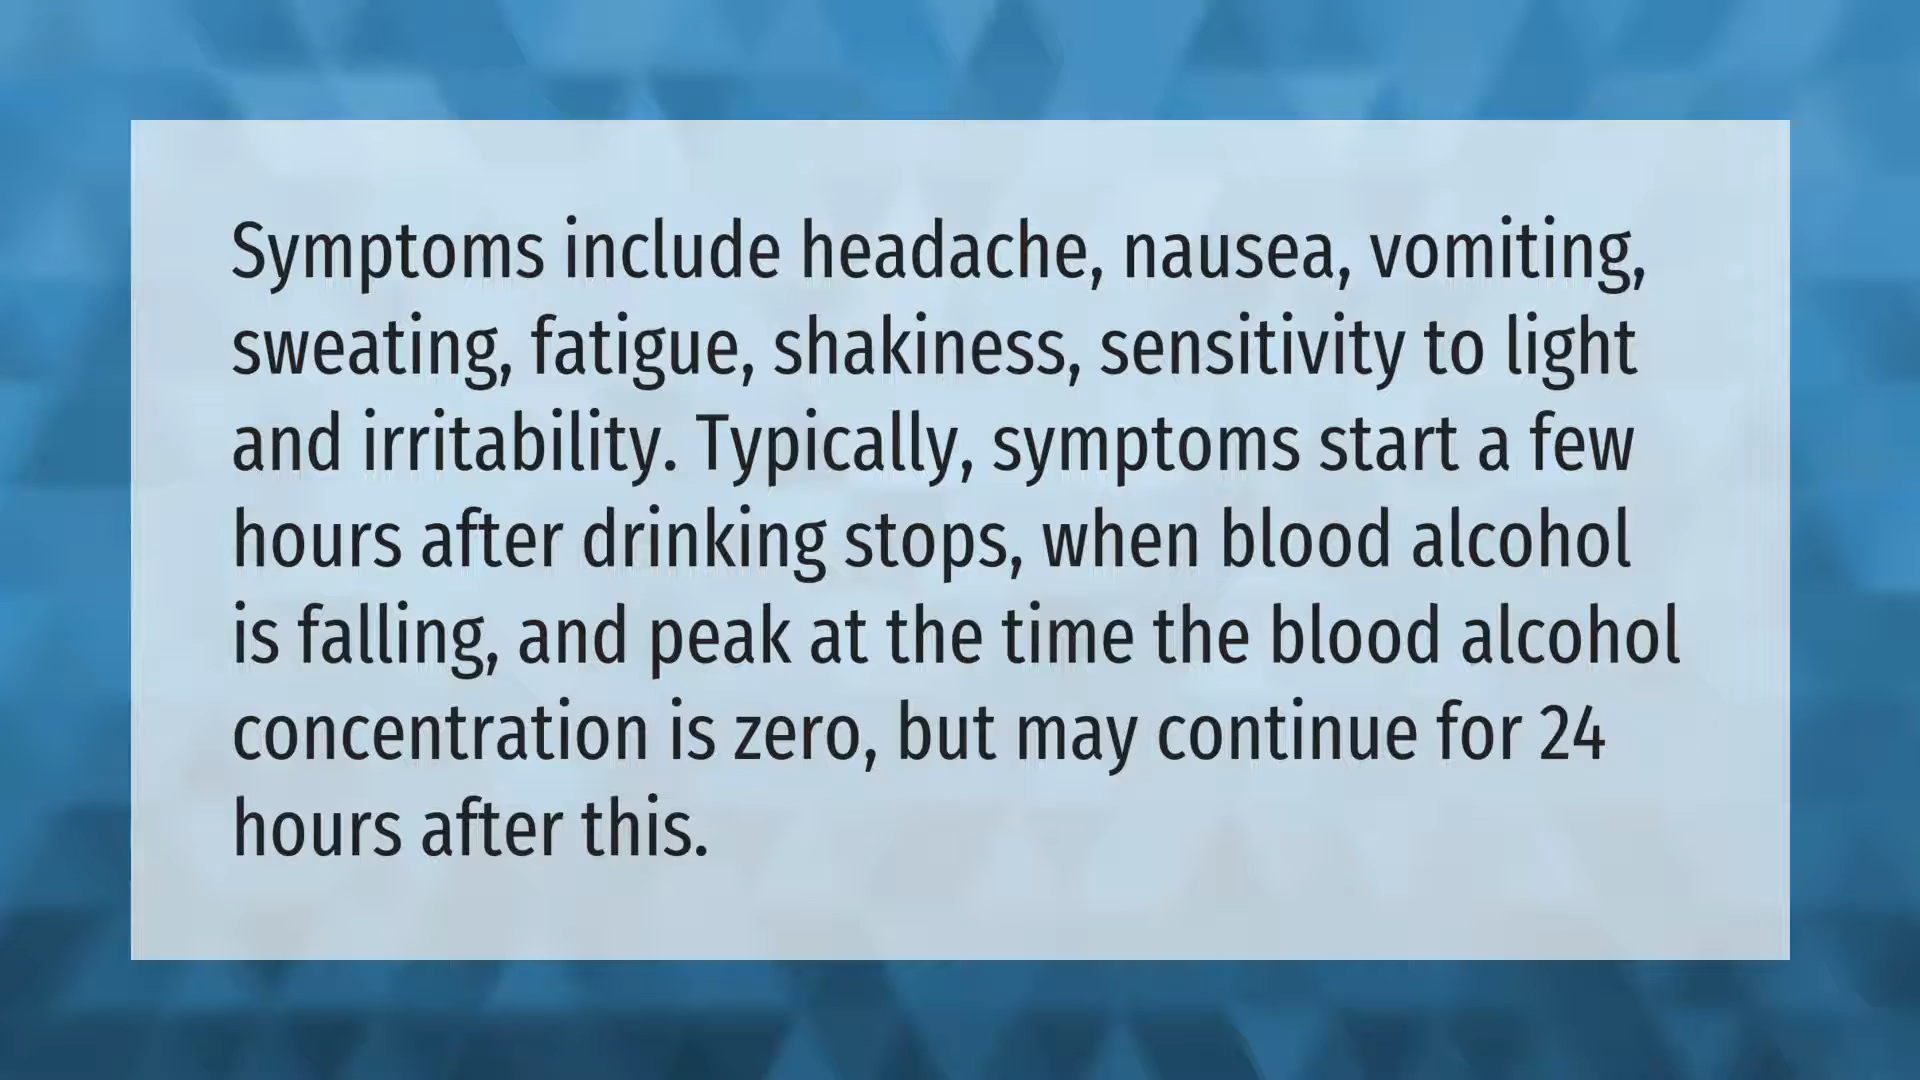 Symptoms include headache, nausea, vomiting,
sweating, fatigue, shakiness, sensitivity to light
and irritability. Typically, symptoms start a few
hours after drinking stops, when blood alcohol
is falling, and peak at the time the blood alcohol
concentration is zero, but may continue for 24
hours after this.